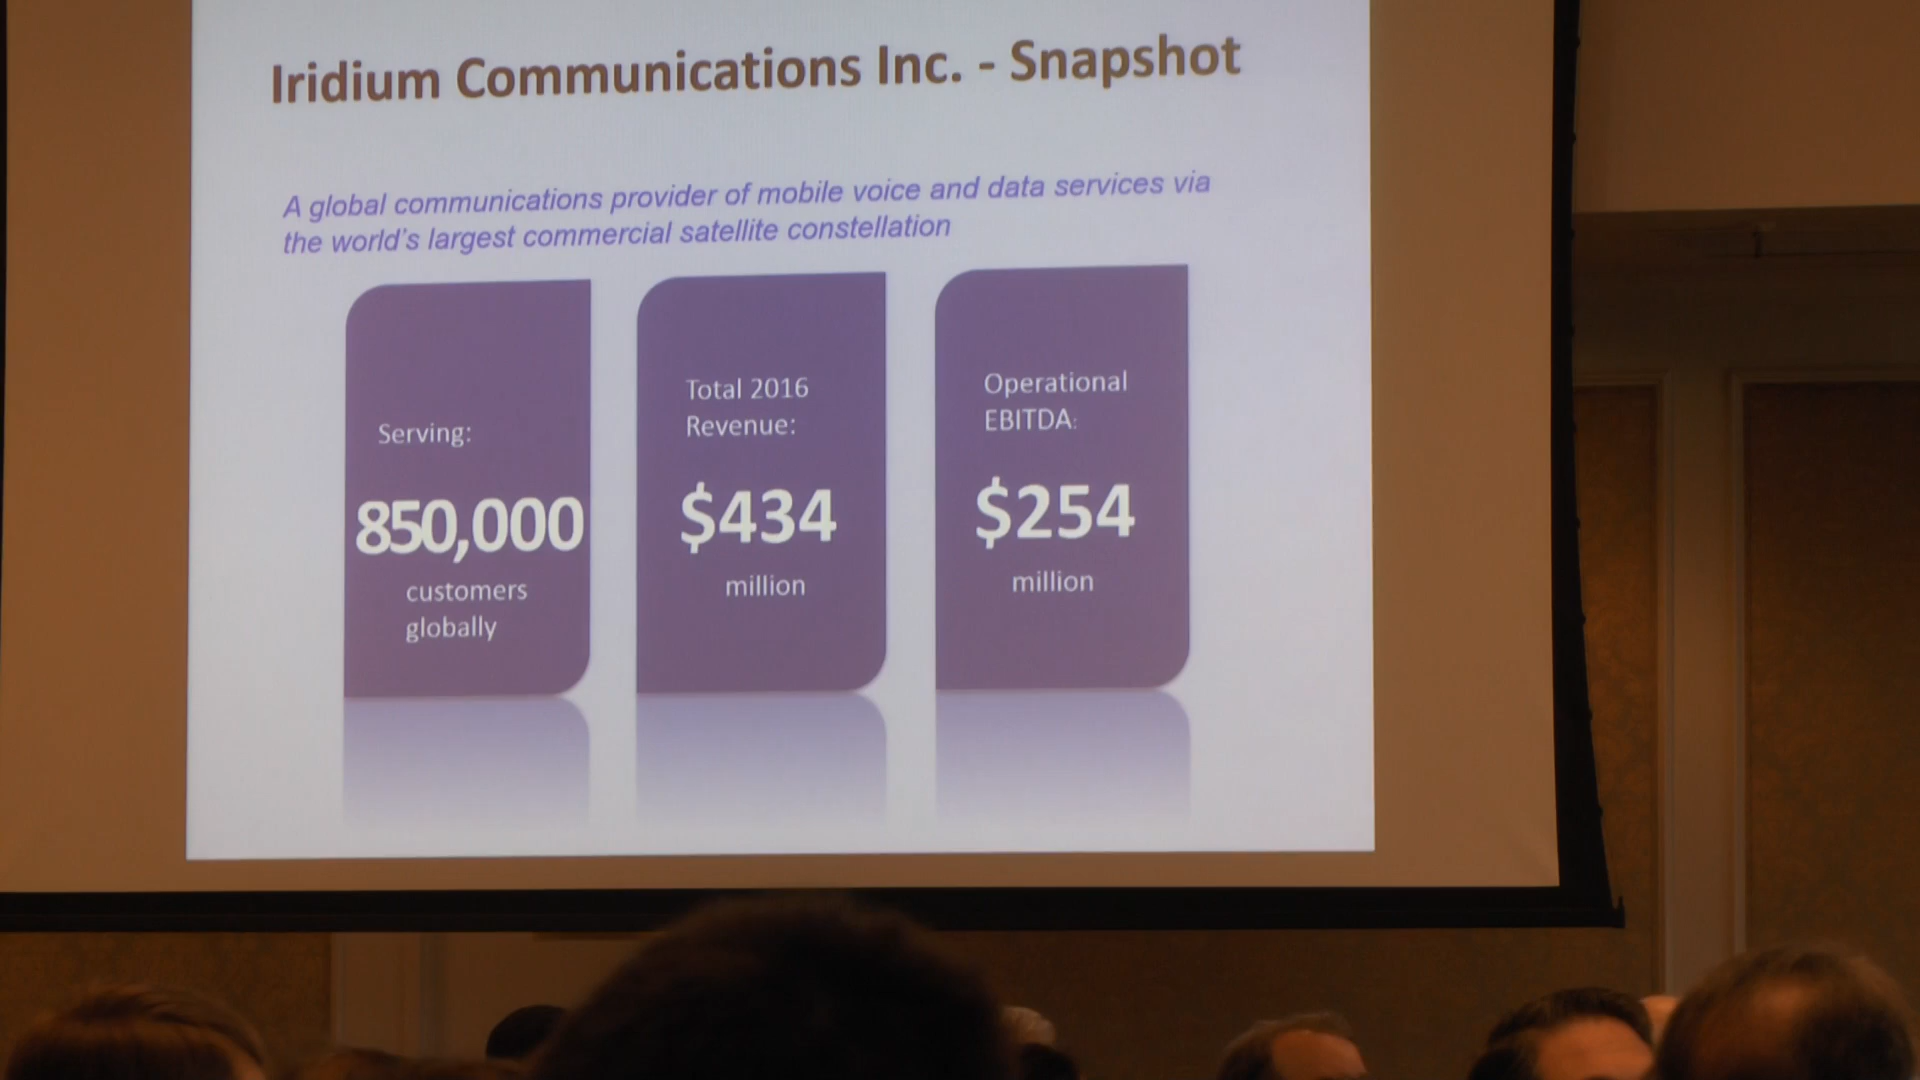 Iridium Communications Inc. - Snapshot
A global communications provider of mobile voice and data services via
the world's largest commercial satellite constellation
Serving:
850,000
customers
globally
Total 2016
Revenue:
$434
million
Operational
EBITDA:
$254
million